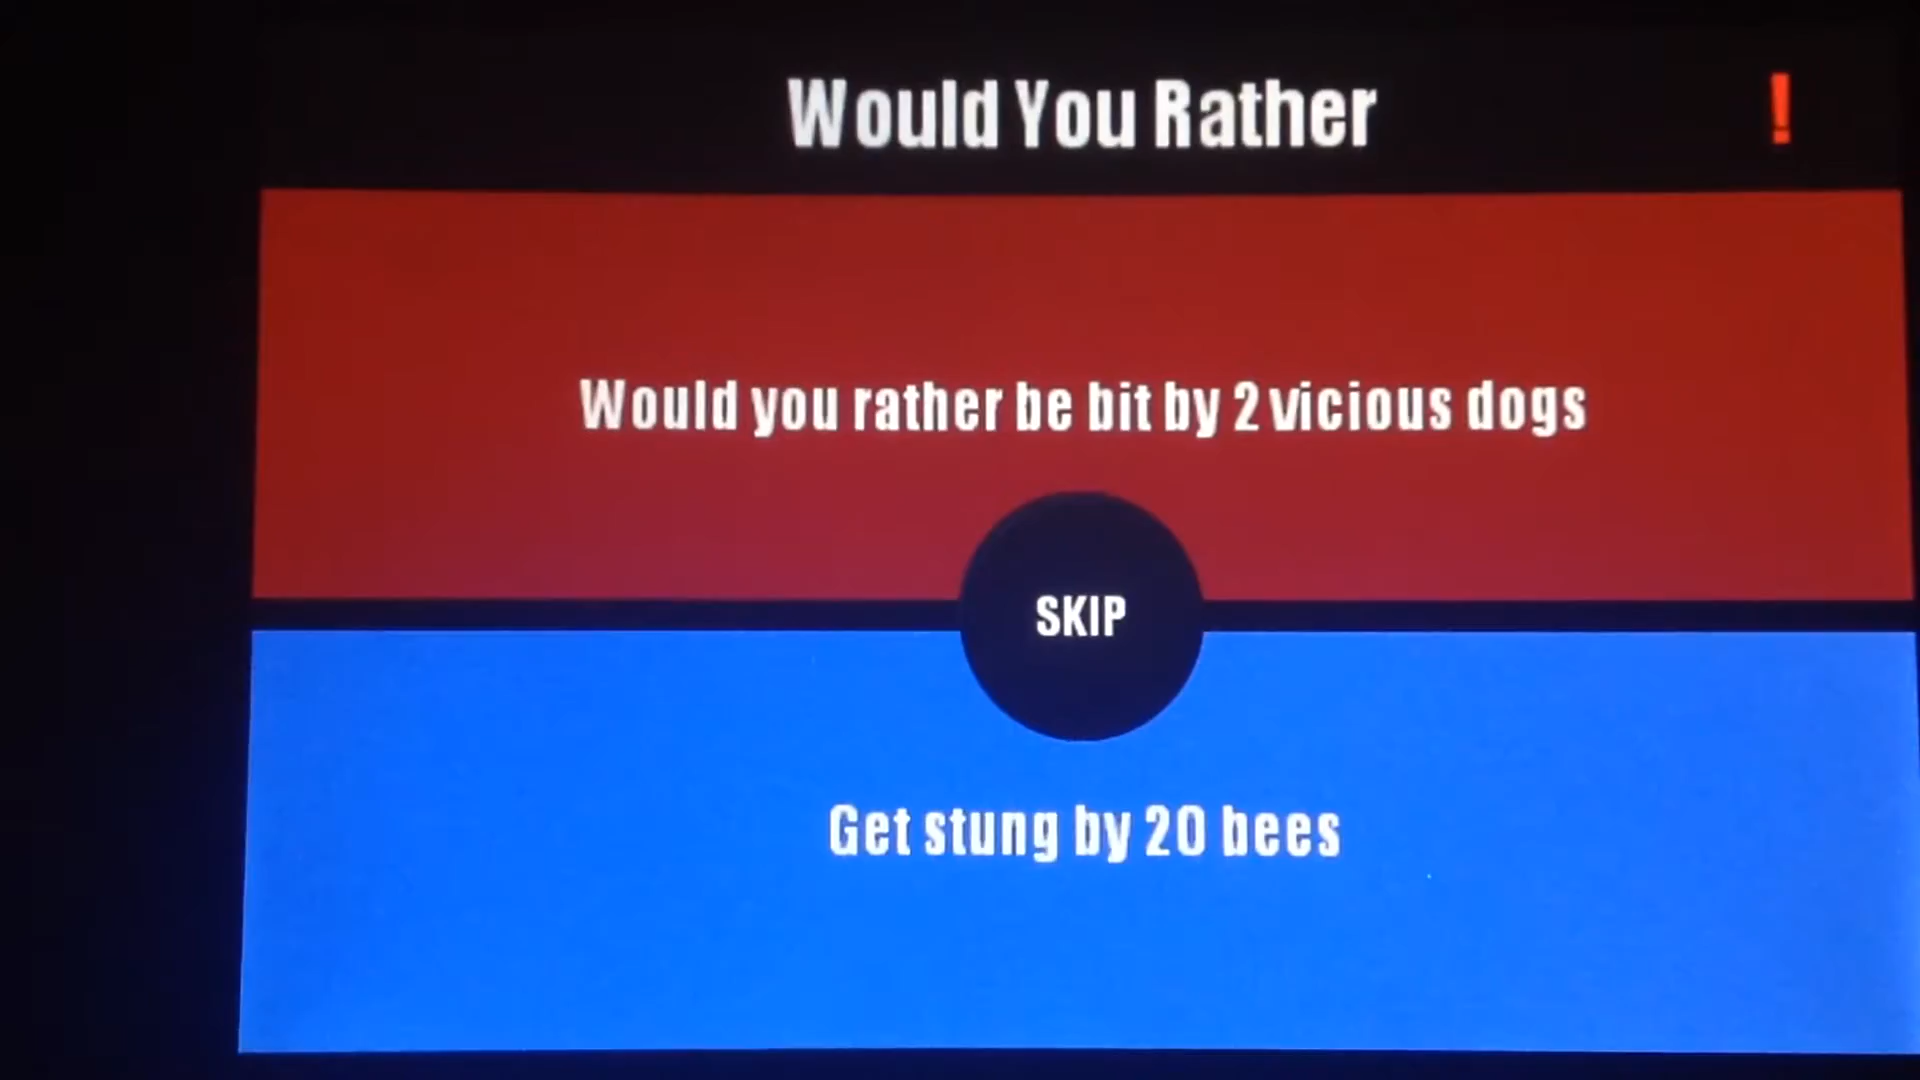 Would You Rather
!
Would you rather be bit by 2 vicious dogs
SKIP
Get stung by 20 bees